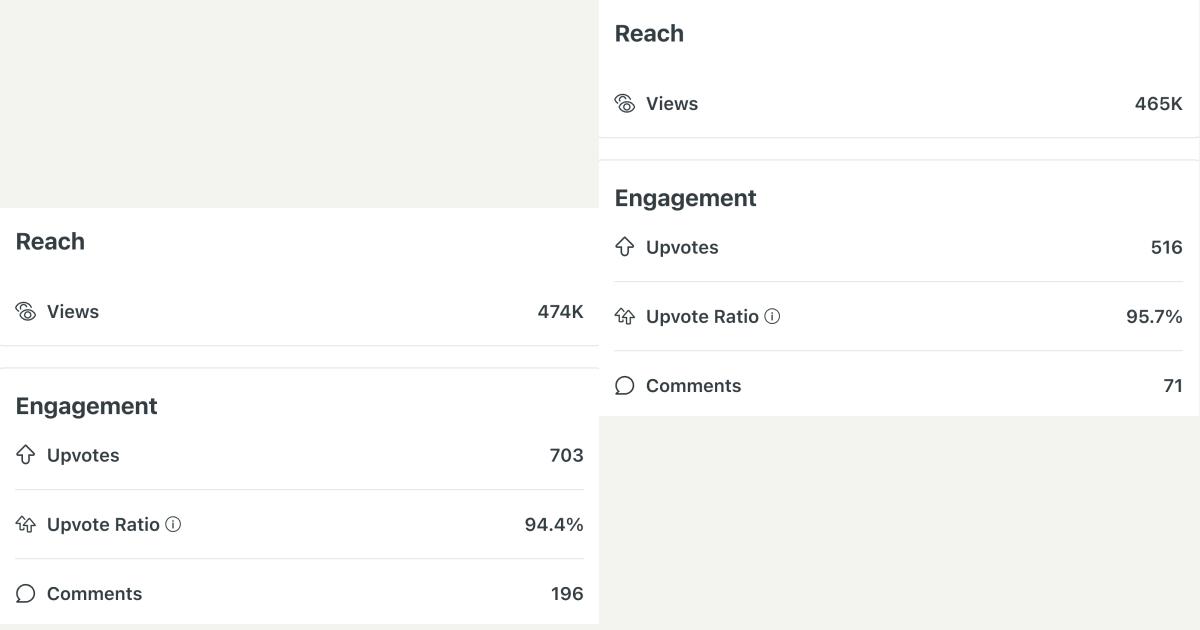 Reach
Views 474K
Engagement
Upvotes 703
Upvote Ratio 94.4%
Comments 196
Reach
Views 465K
Engagement
Upvotes 516
Upvote Ratio 95.7%
Comments 71